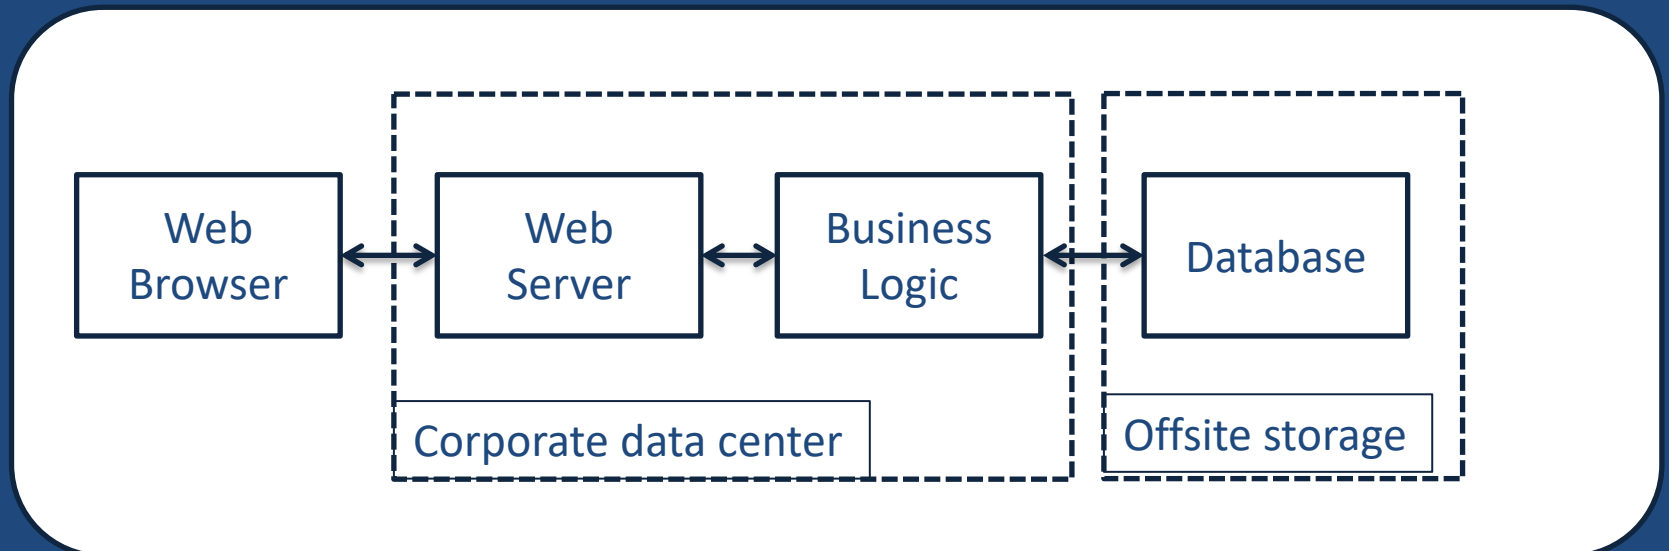 Web
Browser
Web
Server
Business
Logic
Database
Corporate data center
Offsite storage